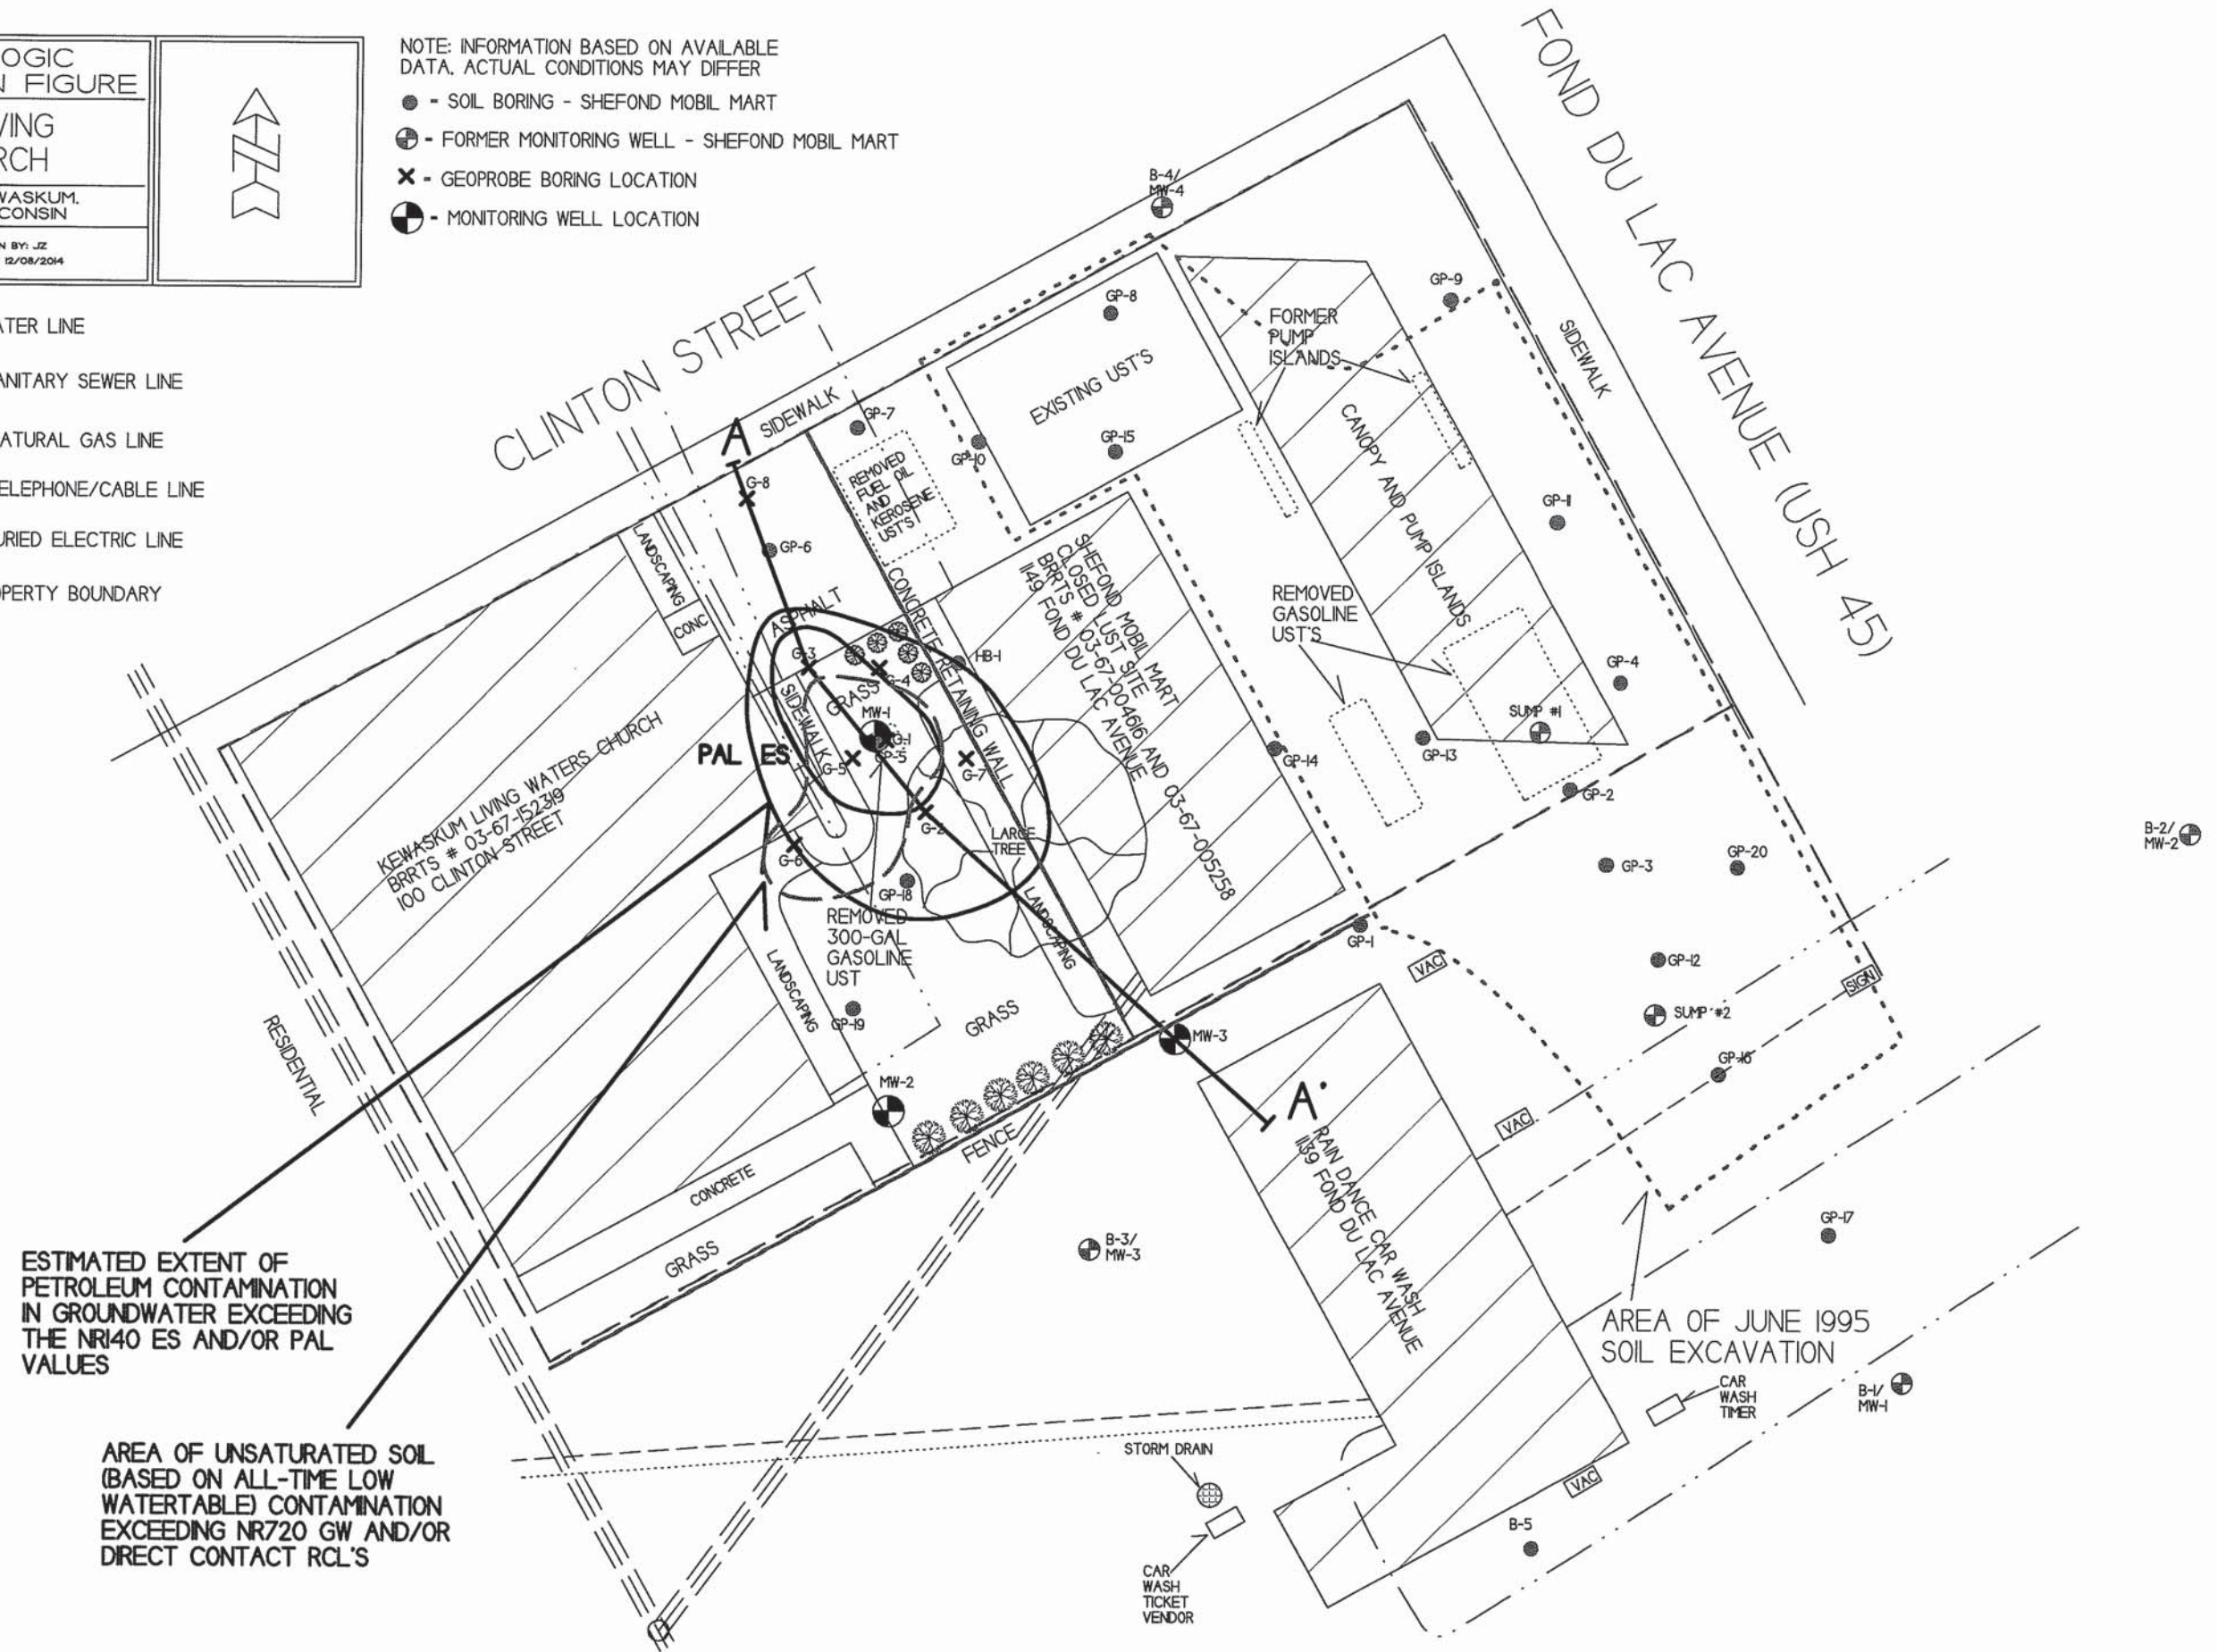 OGIC
N FIGURE
VING
RCH
WASKUM,
CONSIN
N BY: JZ
12/08/2014
NOTE: INFORMATION BASED ON AVAILABLE
DATA. ACTUAL CONDITIONS MAY DIFFER
- SOIL BORING - SHEFOND MOBIL MART
- FORMER MONITORING WELL - SHEFOND MOBIL MART
X - GEOPROBE BORING LOCATION
- MONITORING WELL LOCATION
ATER LINE
ANITARY SEWER LINE
ATURAL GAS LINE
ELEPHONE/CABLE LINE
URIED ELECTRIC LINE
OPERTY BOUNDARY
FOND DU LAC AVENUE (USH 45)
CLINTON STREET
SIDEWALK
SIDEWALK
B-4/
MW-4
GP-8
GP-9
FORMER
PUMP
ISLANDS
EXISTING UST'S
GP-7
GP-10
GP-15
A
G-8
REMOVED
FUEL OIL
AND
KEROSENE
UST'S
CANOPY AND PUMP ISLANDS
GP-11
GP-6
LANDSCAPING
CONC
ASPHALT
CONCRETE RETAINING WALL
SHEFOND MOBIL MART
CLOSED LUST SITE
BRRTS # 03-67-004616 AND 03-67-005258
1149 FOND DU LAC AVENUE
REMOVED
GASOLINE
UST'S
GP-4
G-3
G-4
HB-1
GRASS
SIDEWALK
MW-1
G-1
GP-5
G-5
G-7
PAL ES
SUMP #1
GP-13
GP-14
GP-2
G-2
LARGE
TREE
G-6
GP-18
KEWASKUM LIVING WATERS CHURCH
BRRTS # 03-67-152319
100 CLINTON STREET
B-2/
MW-2
GP-3
GP-20
REMOVED
300-GAL
GASOLINE
UST
LANDSCAPING
LANDSCAPING
GP-1
VAC
GP-12
SIGN
GP-19
GRASS
SUMP #2
MW-3
GP-16
RESIDENTIAL
MW-2
A'
VAC
FENCE
RAIN DANCE CAR WASH
1139 FOND DU LAC AVENUE
CONCRETE
GRASS
B-3/
MW-3
GP-17
ESTIMATED EXTENT OF
PETROLEUM CONTAMINATION
IN GROUNDWATER EXCEEDING
THE NR140 ES AND/OR PAL
VALUES
AREA OF JUNE 1995
SOIL EXCAVATION
CAR
WASH
TIMER
B-1/
MW-1
AREA OF UNSATURATED SOIL
(BASED ON ALL-TIME LOW
WATERTABLE) CONTAMINATION
EXCEEDING NR720 GW AND/OR
DIRECT CONTACT RCL'S
STORM DRAIN
VAC
B-5
CAR
WASH
TICKET
VENDOR